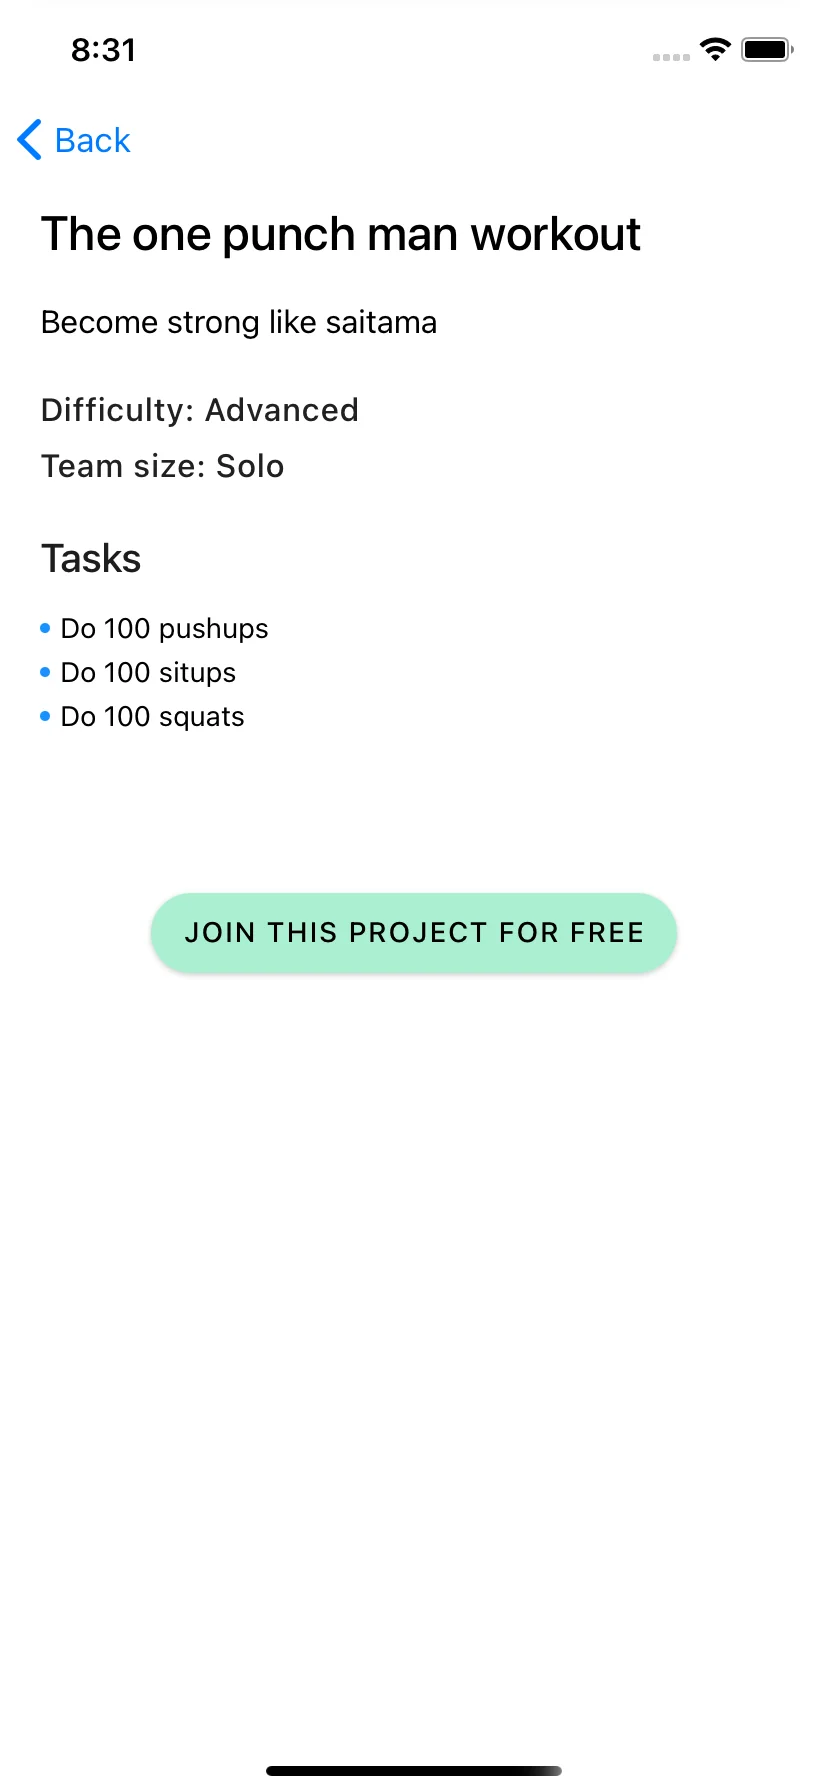 8:31
Back
The one punch man workout
Become strong like saitama
Difficulty: Advanced
Team size: Solo
Tasks
Do 100 pushups
Do 100 situps
Do 100 squats
JOIN THIS PROJECT FOR FREE